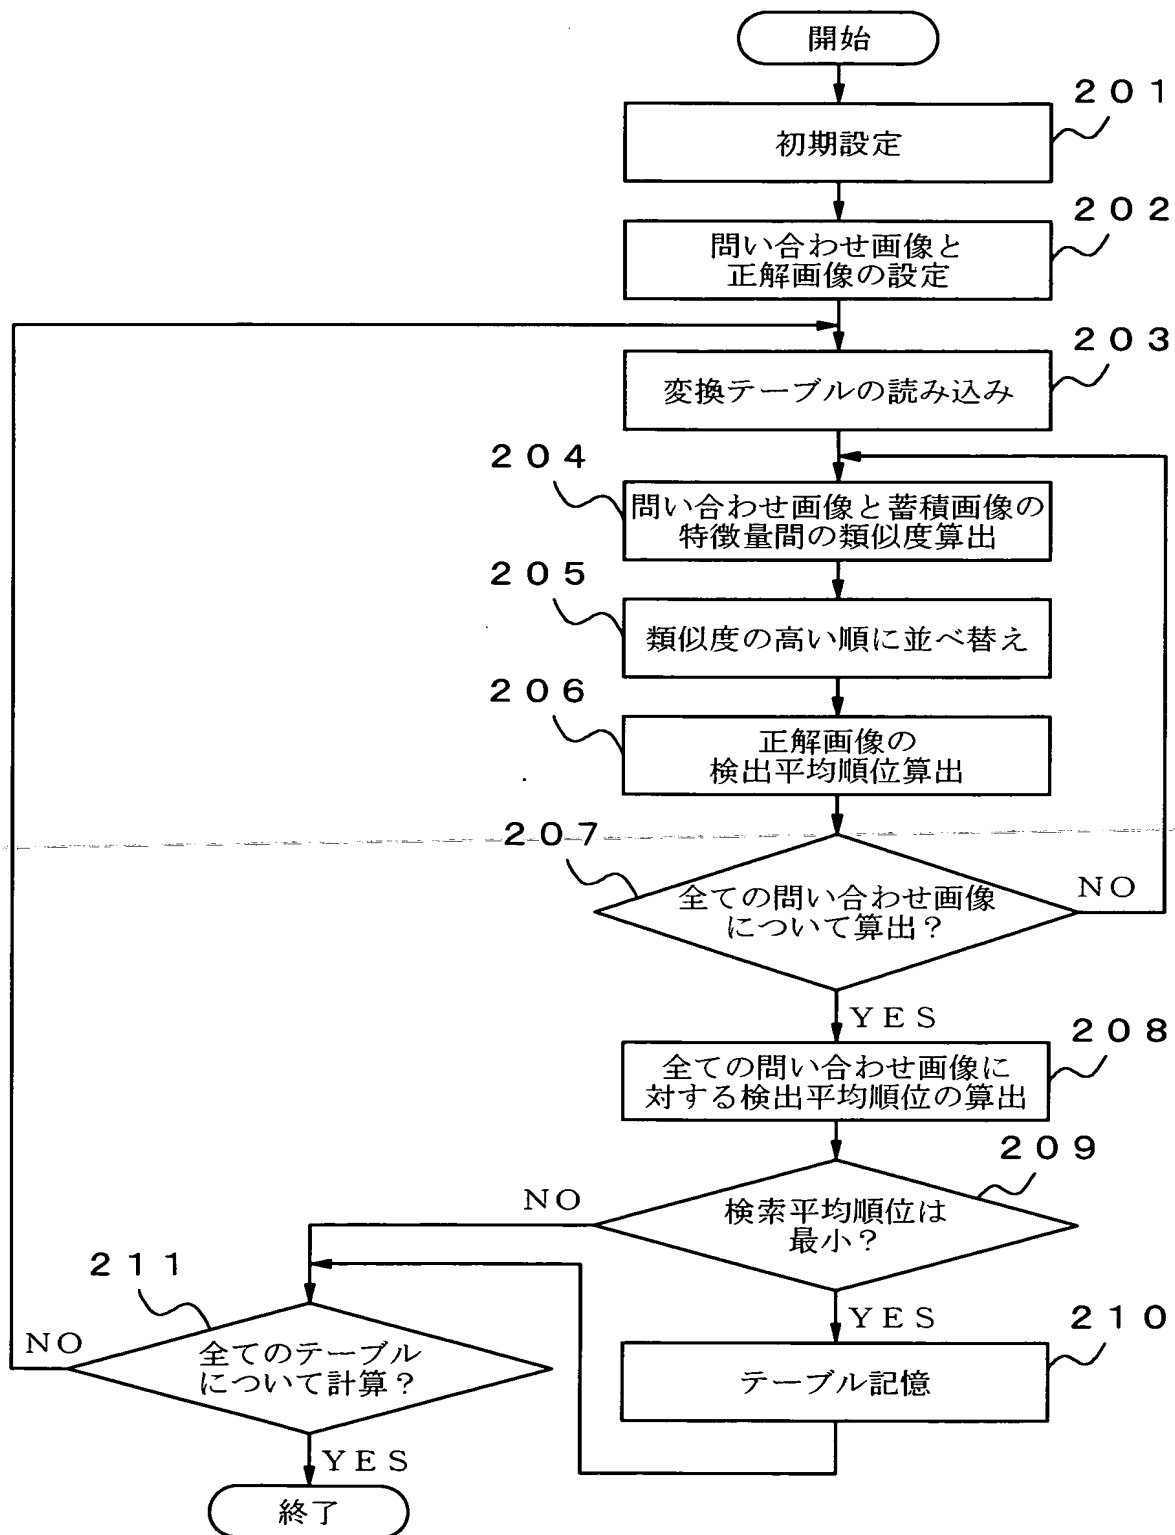 開始
201
初期設定
202
問い合わせ画像と
正解画像の設定
203
変換テーブルの読み込み
204
問い合わせ画像と蓄積画像の
特徴量間の類似度算出
205
類似度の高い順に並べ替え
206
正解画像の
検出平均順位算出
207
全ての問い合わせ画像
について算出?
NO
YES
208
全ての問い合わせ画像に
対する検出平均順位の算出
209
検索平均順位は
最小?
NO
YES
210
テーブル記憶
211
全てのテーブル
について計算?
NO
YES
終了